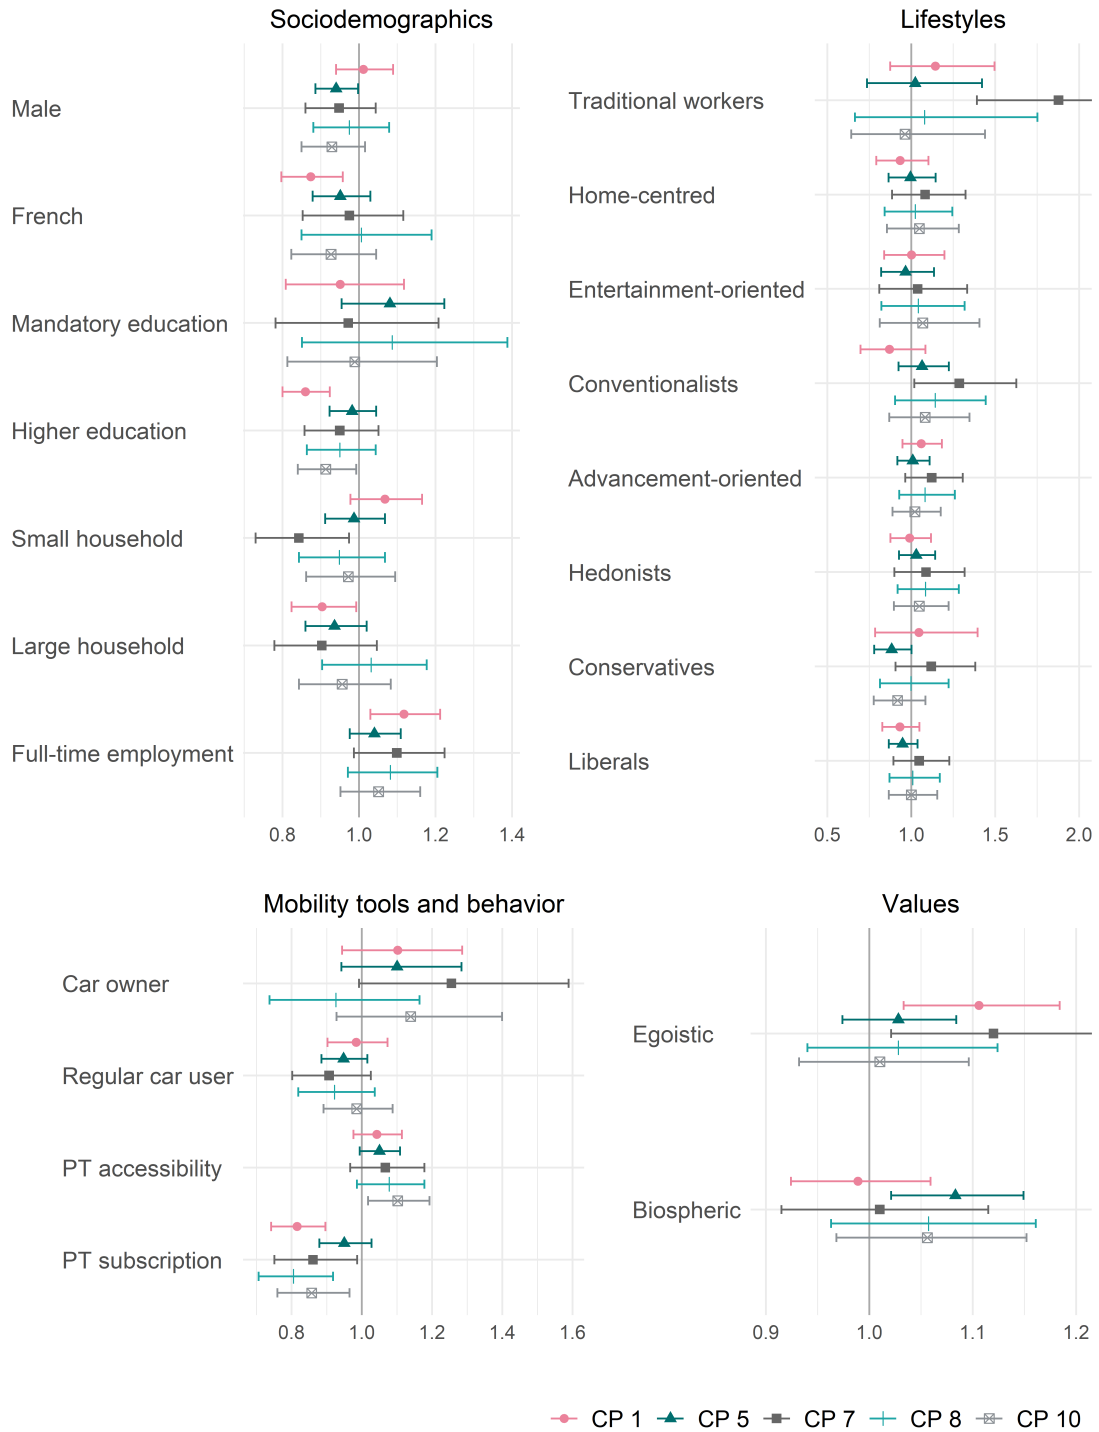 Sociodemographics
Male
French
Mandatory education
Higher education
Small household
Large household
Full-time employment
0.8 1.0 1.2 1.4
Lifestyles
Traditional workers
Home-centred
Entertainment-oriented
Conventionalists
Advancement-oriented
Hedonists
Conservatives
Liberals
0.5 1.0 1.5 2.0
Mobility tools and behavior
Car owner
Regular car user
PT accessibility
PT subscription
0.8 1.0 1.2 1.4 1.6
Values
Egoistic
Biospheric
0.9 1.0 1.1 1.2
CP 1 CP 5 CP 7 CP 8 CP 10